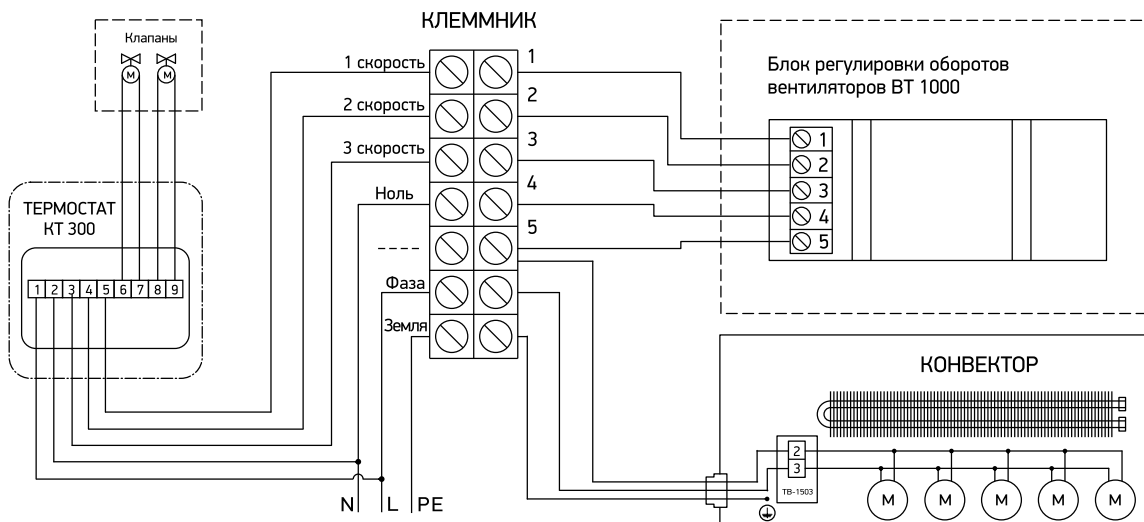 КЛЕММНИК
Клапаны
М М
1 скорость
2 скорость
3 скорость
Ноль
Фаза
Земля
1
2
3
4
5
Блок регулировки оборотов
вентиляторов ВТ 1000
1
2
3
4
5
ТЕРМОСТАТ
КТ 300
1 2 3 4 5 6 7 8 9
N L PE
КОНВЕКТОР
2
3
ТВ-1503
М М М М М